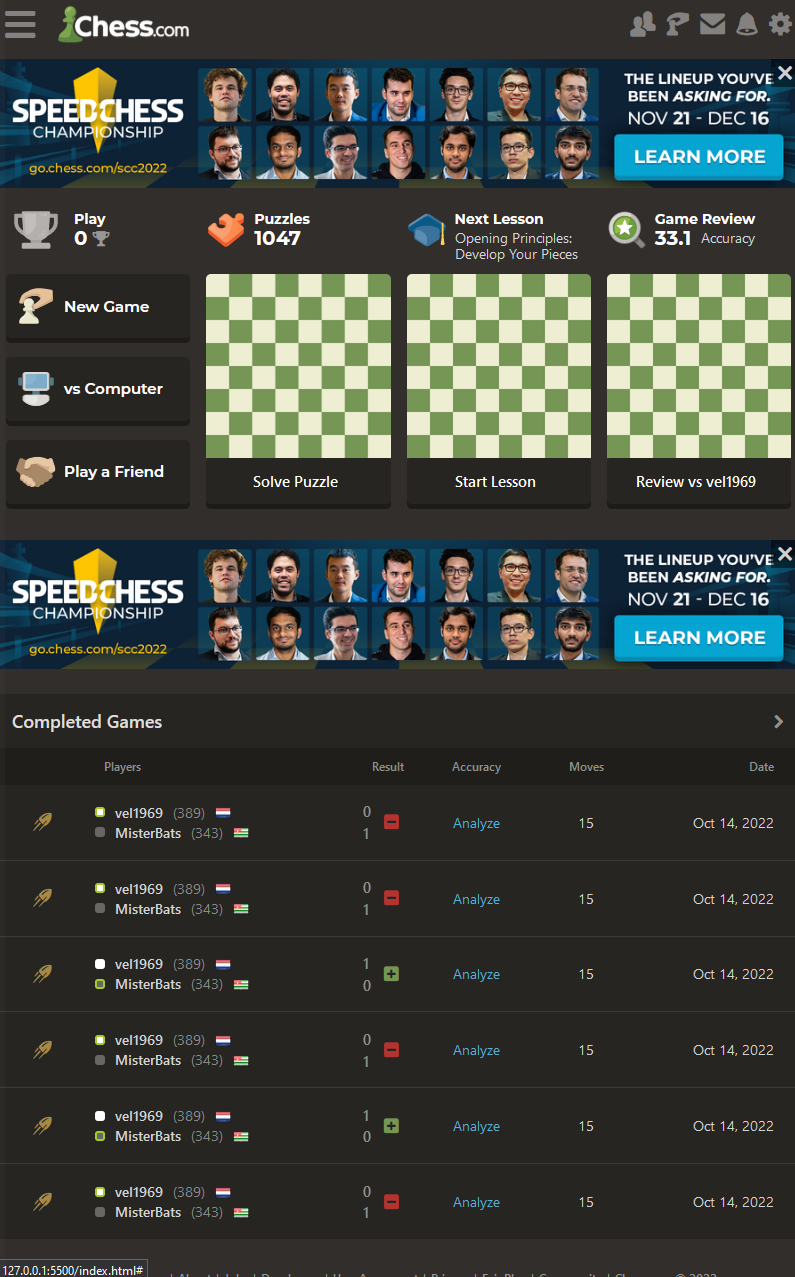 Chess.com
SPEED CHESS
CHAMPIONSHIP
go.chess.com/scc2022
THE LINEUP YOU'VE
BEEN ASKING FOR.
NOV 21 - DEC 16
LEARN MORE
Play
0
Puzzles
1047
Next Lesson
Opening Principles:
Develop Your Pieces
Game Review
33.1 Accuracy
New Game
vs Computer
Play a Friend
Solve Puzzle
Start Lesson
Review vs vel1969
SPEED CHESS
CHAMPIONSHIP
go.chess.com/scc2022
THE LINEUP YOU'VE
BEEN ASKING FOR.
NOV 21 - DEC 16
LEARN MORE
Completed Games
Players Result Accuracy Moves Date
vel1969 (389) 0
MisterBats (343) 1
Analyze 15 Oct 14, 2022
vel1969 (389) 0
MisterBats (343) 1
Analyze 15 Oct 14, 2022
vel1969 (389) 1
MisterBats (343) 0
Analyze 15 Oct 14, 2022
vel1969 (389) 0
MisterBats (343) 1
Analyze 15 Oct 14, 2022
vel1969 (389) 1
MisterBats (343) 0
Analyze 15 Oct 14, 2022
vel1969 (389) 0
MisterBats (343) 1
Analyze 15 Oct 14, 2022
127.0.0.1:5500/index.html#